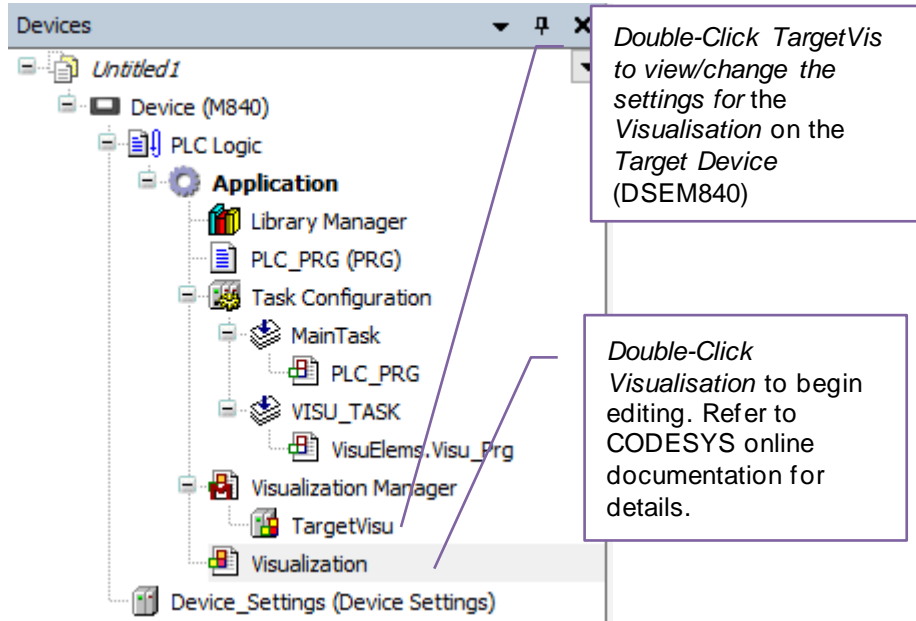 Devices
Untitled1
Device (M840)
PLC Logic
Application
Library Manager
PLC_PRG (PRG)
Task Configuration
MainTask
PLC_PRG
VISU_TASK
VisuElems.Visu_Prg
Visualization Manager
TargetVisu
Visualization
Device_Settings (Device Settings)
Double-Click TargetVis
to view/change the
settings for the
Visualisation on the
Target Device
(DSEM840)
Double-Click
Visualisation to begin
editing. Refer to
CODESYS online
documentation for
details.